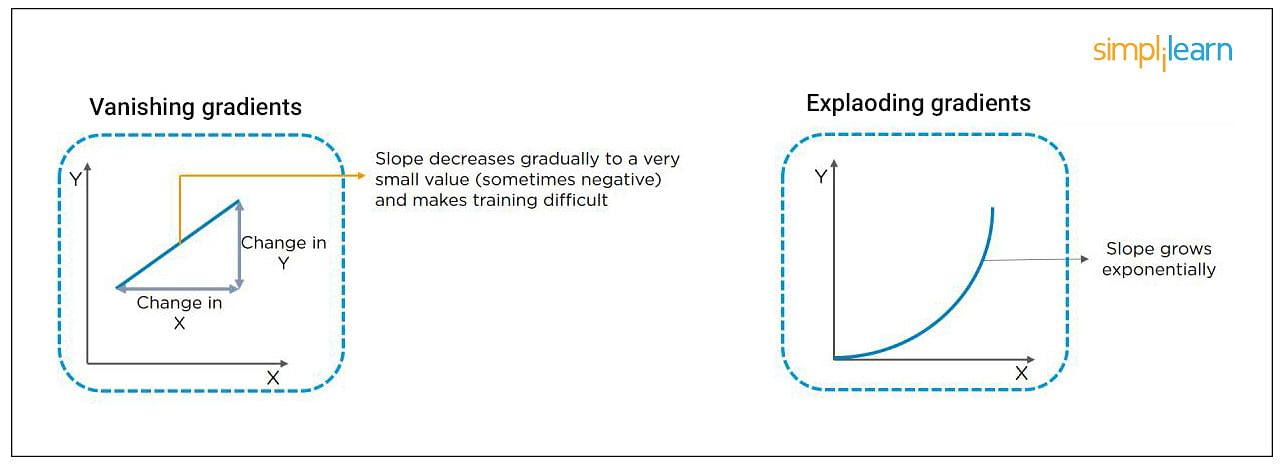 simplilearn
Vanishing gradients
Y
Change in
Y
Change in
X
X
Slope decreases gradually to a very
small value (sometimes negative)
and makes training difficult
Explaoding gradients
Y
X
Slope grows
exponentially